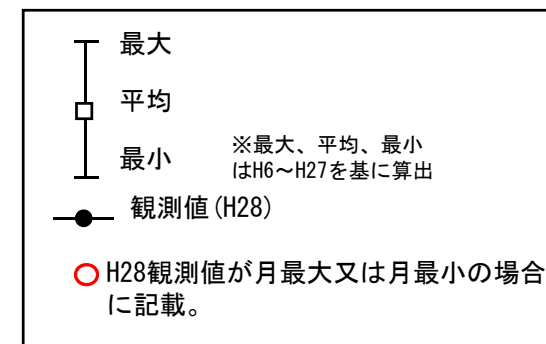 最大
平均
最小
※最大、平均、最小
はH6～H27を基に算出
観測値(H28)
H28観測値が月最大又は月最小の場合
に記載。